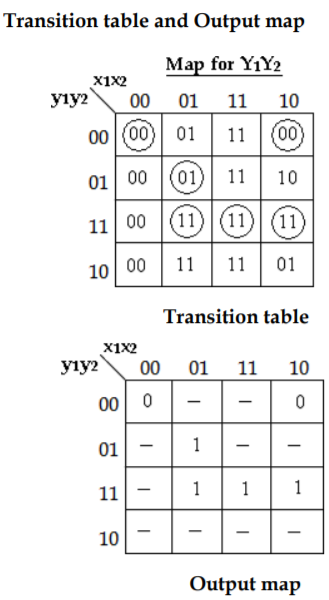 Transition table and Output map
Map for Y1Y2
x1x2
y1y2 00 01 11 10
00 00 01 11 00
01 00 01 11 10
11 00 11 11 11
10 00 11 11 01
Transition table
x1x2
y1y2 00 01 11 10
00 0 – – 0
01 – 1 – –
11 – 1 1 1
10 – – – –
Output map